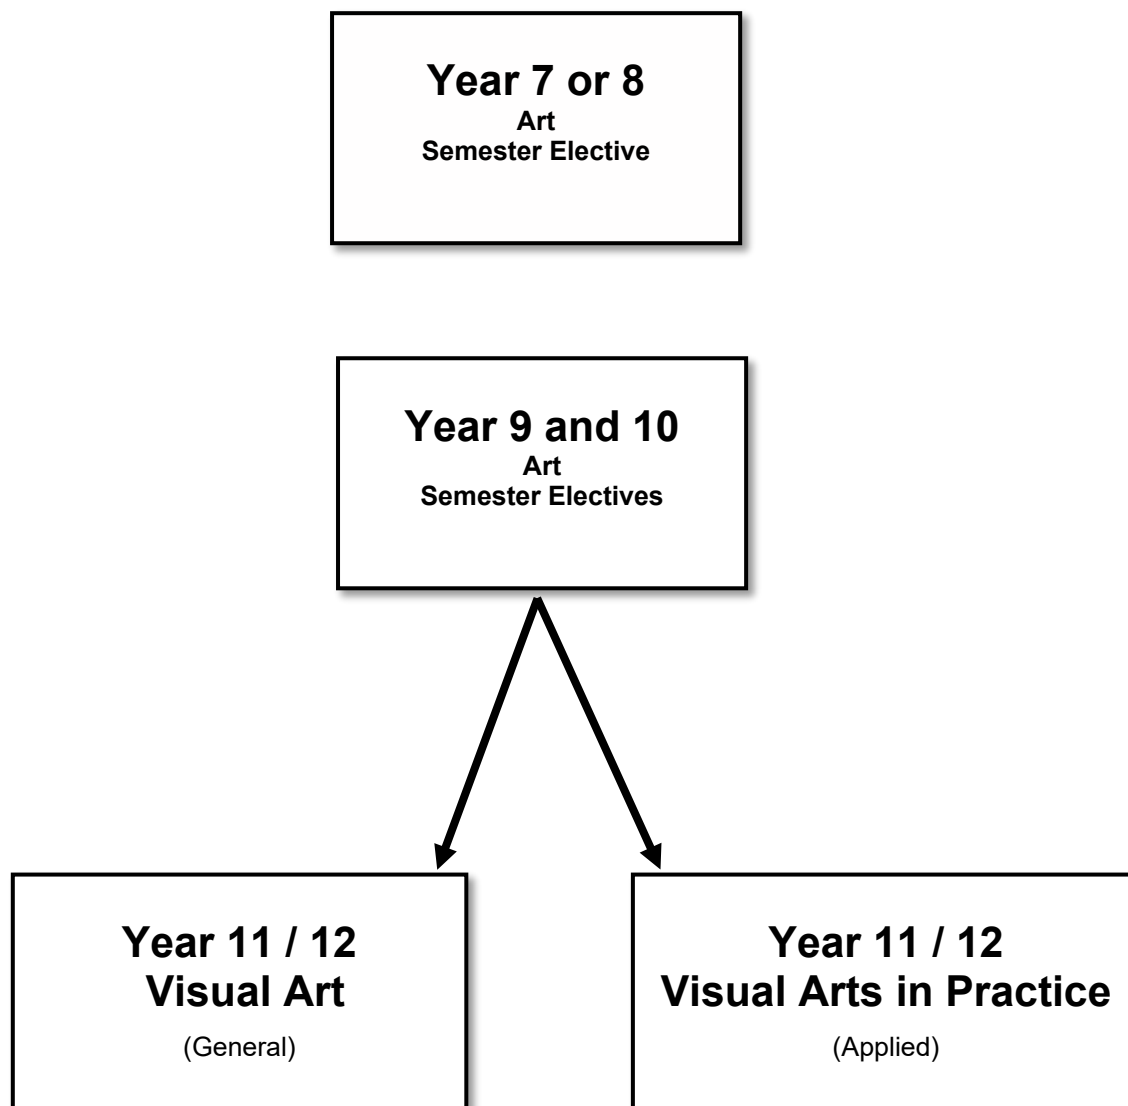 Year 7 or 8
Art
Semester Elective
Year 9 and 10
Art
Semester Electives
Year 11 / 12
Visual Art
(General)
Year 11 / 12
Visual Arts in Practice
(Applied)